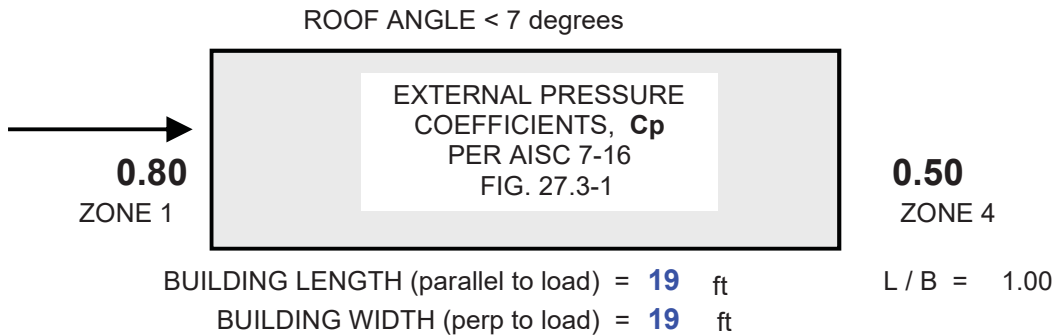 ROOF ANGLE < 7 degrees
EXTERNAL PRESSURE
COEFFICIENTS, Cp
PER AISC 7-16
FIG. 27.3-1
0.80
ZONE 1
0.50
ZONE 4
BUILDING LENGTH (parallel to load) = 19 ft L / B = 1.00
BUILDING WIDTH (perp to load) = 19 ft